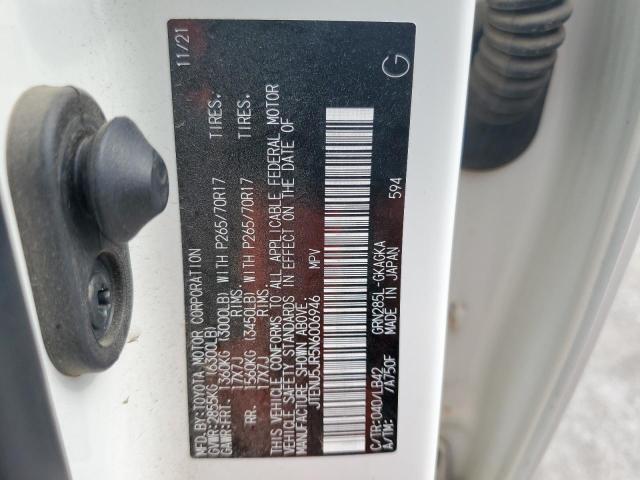 MFD.BY:TOYOTA MOTOR CORPORATION 11/21
GVWR:2855KG (6300LB)
GAWR:FR. 1360KG (3000LB) WITH P265/70R17 TIRES.
17X7J RIMS.
RR. 1560KG (3450LB) WITH P265/70R17 TIRES.
17X7J RIMS.
THIS VEHICLE CONFORMS TO ALL APPLICABLE FEDERAL MOTOR
VEHICLE SAFETY STANDARDS IN EFFECT ON THE DATE OF
MANUFACTURE SHOWN ABOVE.
JTENU5JR5N6006946 MPV
C/TR:040/LB42 GRN285L-GKAGKA
A/TM: /A750F MADE IN JAPAN 594
G